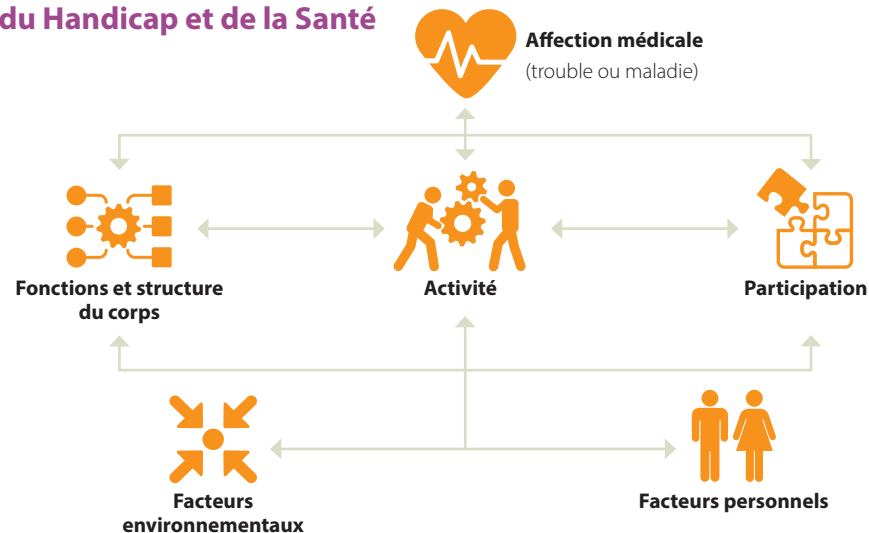 du Handicap et de la Santé
Affection médicale
(trouble ou maladie)
Fonctions et structure
du corps
Activité
Participation
Facteurs
environnementaux
Facteurs personnels